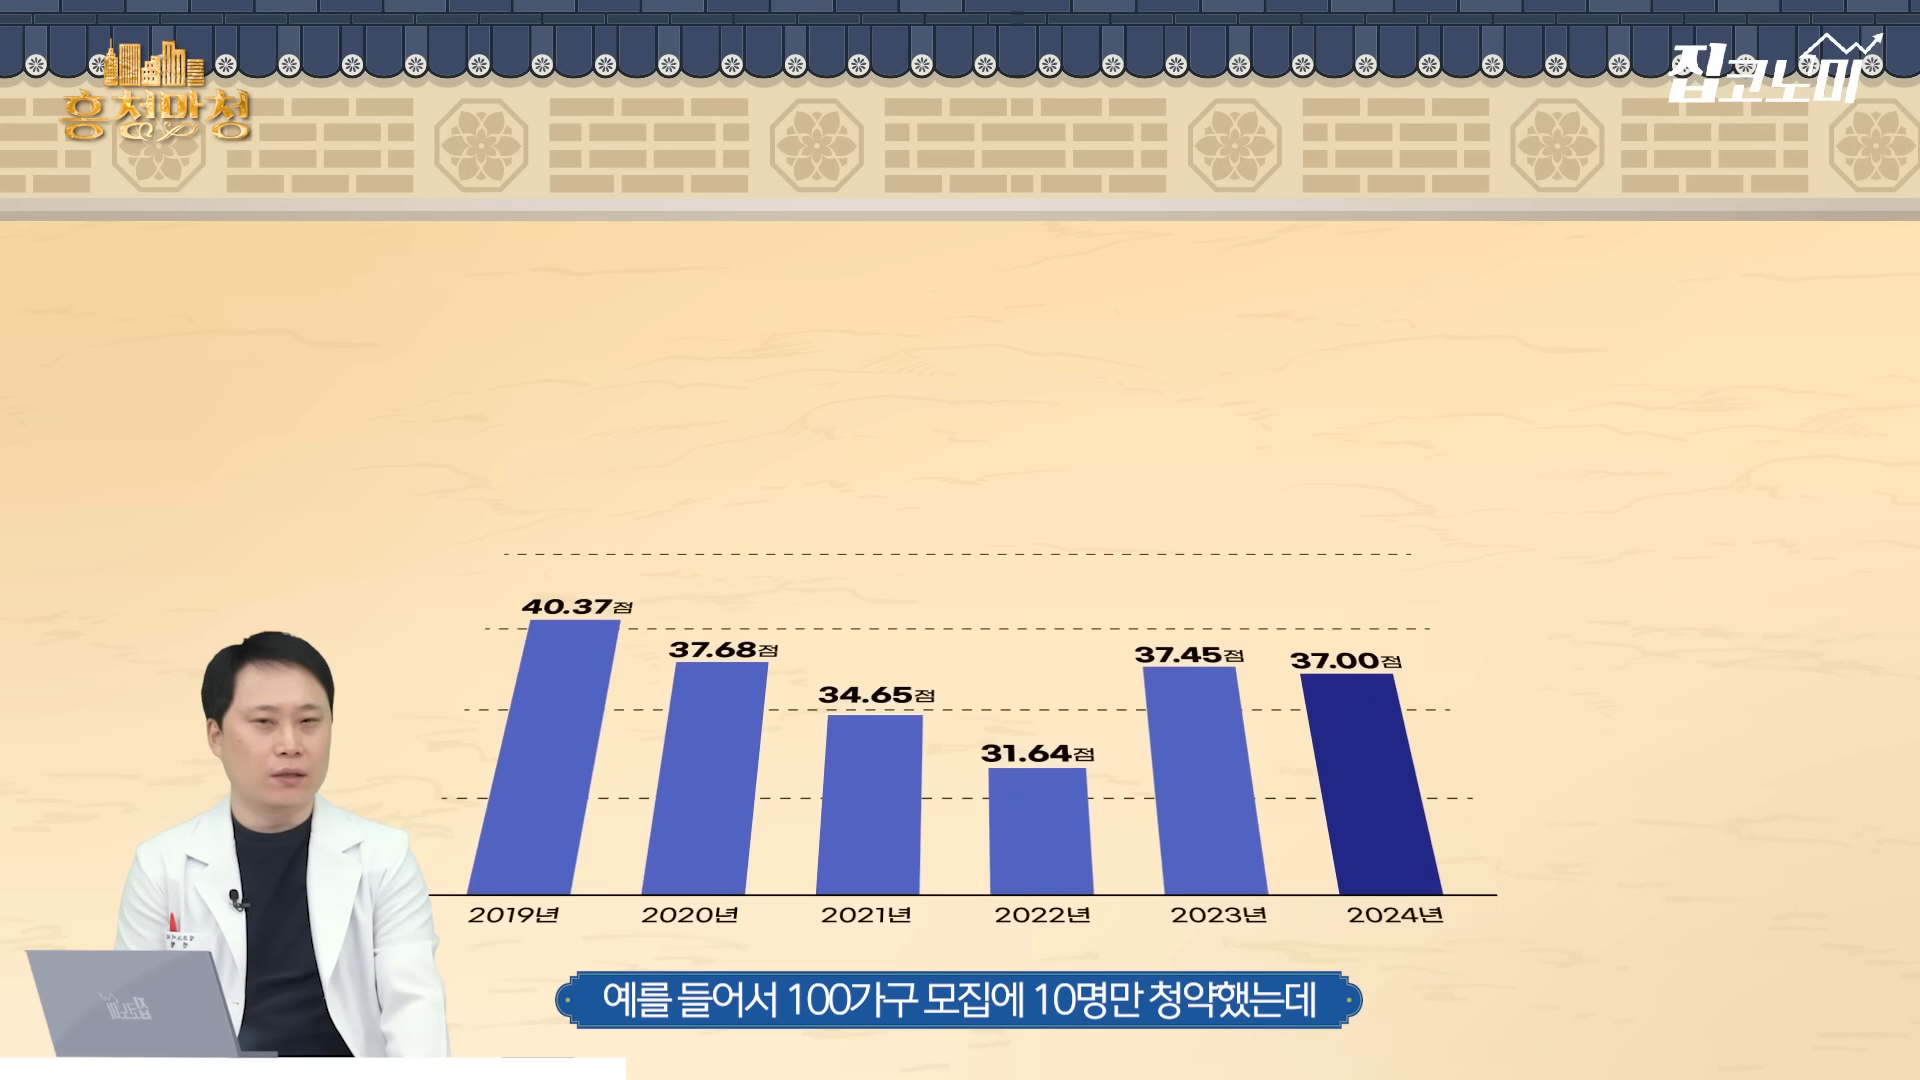 흥청망청
집코노미
40.37점
37.68점
34.65점
31.64점
37.45점
37.00점
2019년
2020년
2021년
2022년
2023년
2024년
예를 들어서 100가구 모집에 10명만 청약했는데